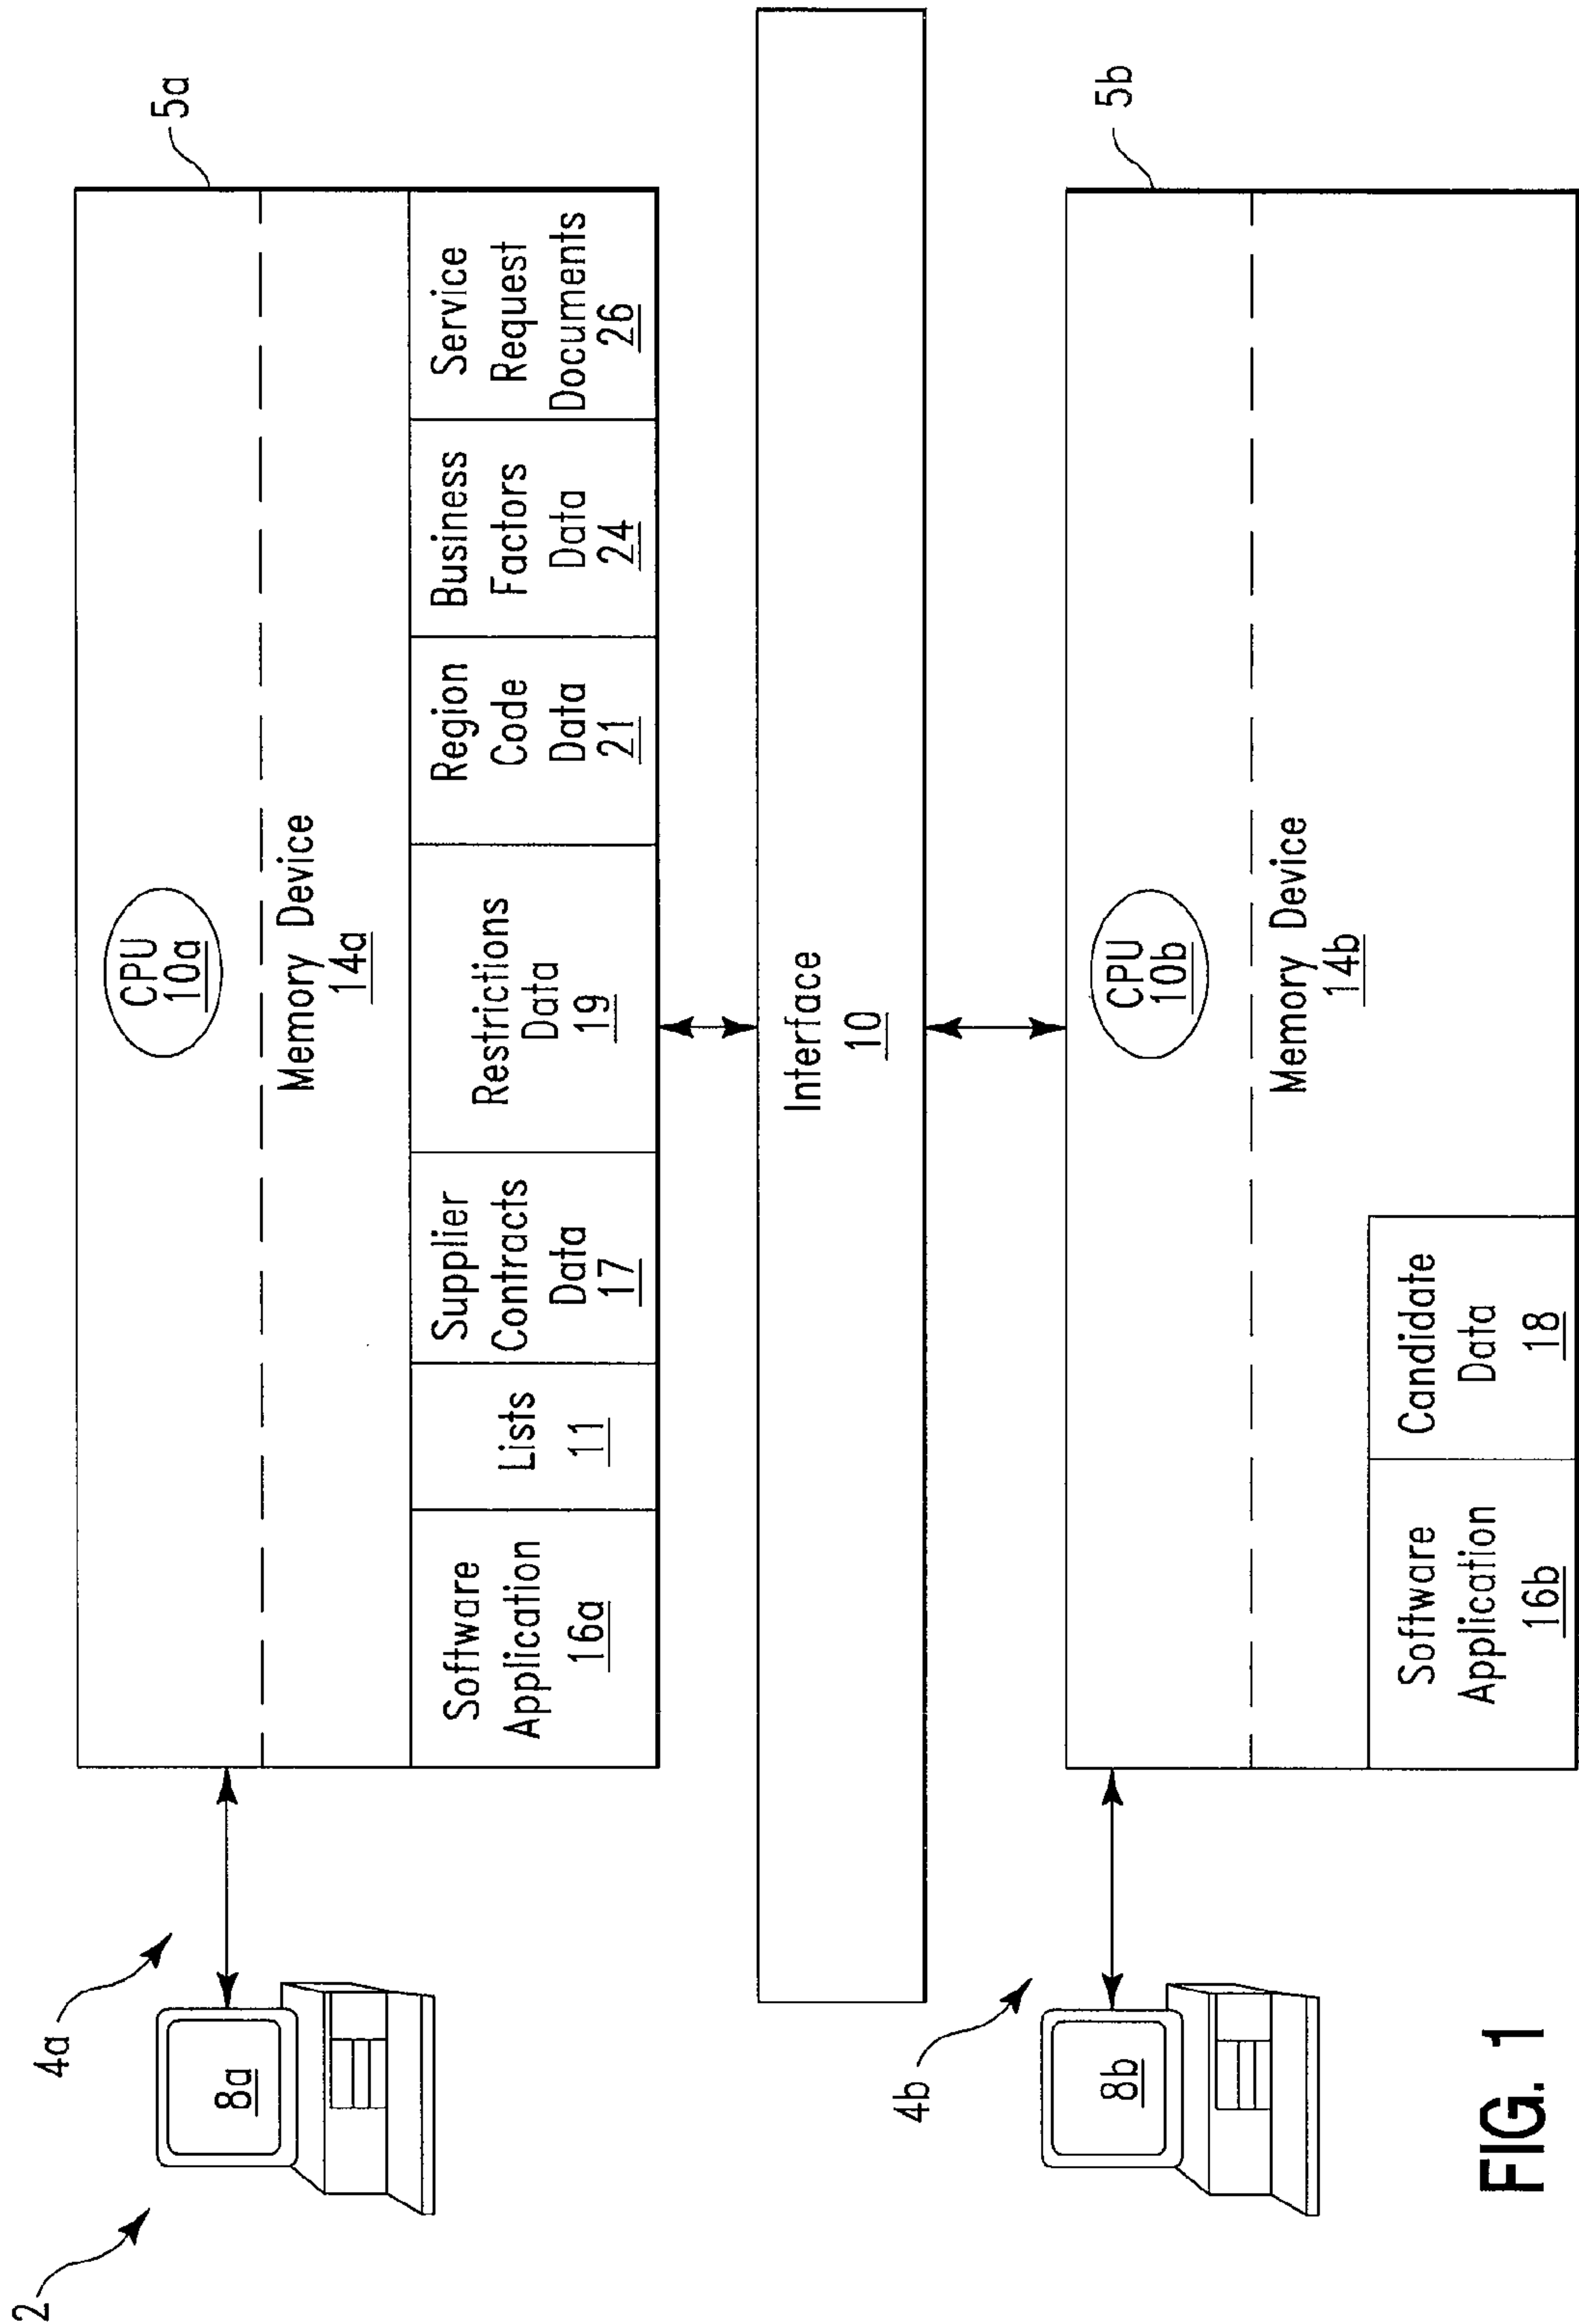 2
4a
5a
8a
CPU
10a
Memory Device
14a
Software
Application
16a
Lists
11
Supplier
Contracts
Data
17
Restrictions
Data
19
Region
Code
Data
21
Business
Factors
Data
24
Service
Request
Documents
26
Interface
10
4b
5b
8b
CPU
10b
Memory Device
14b
Software
Application
16b
Candidate
Data
18
FIG. 1